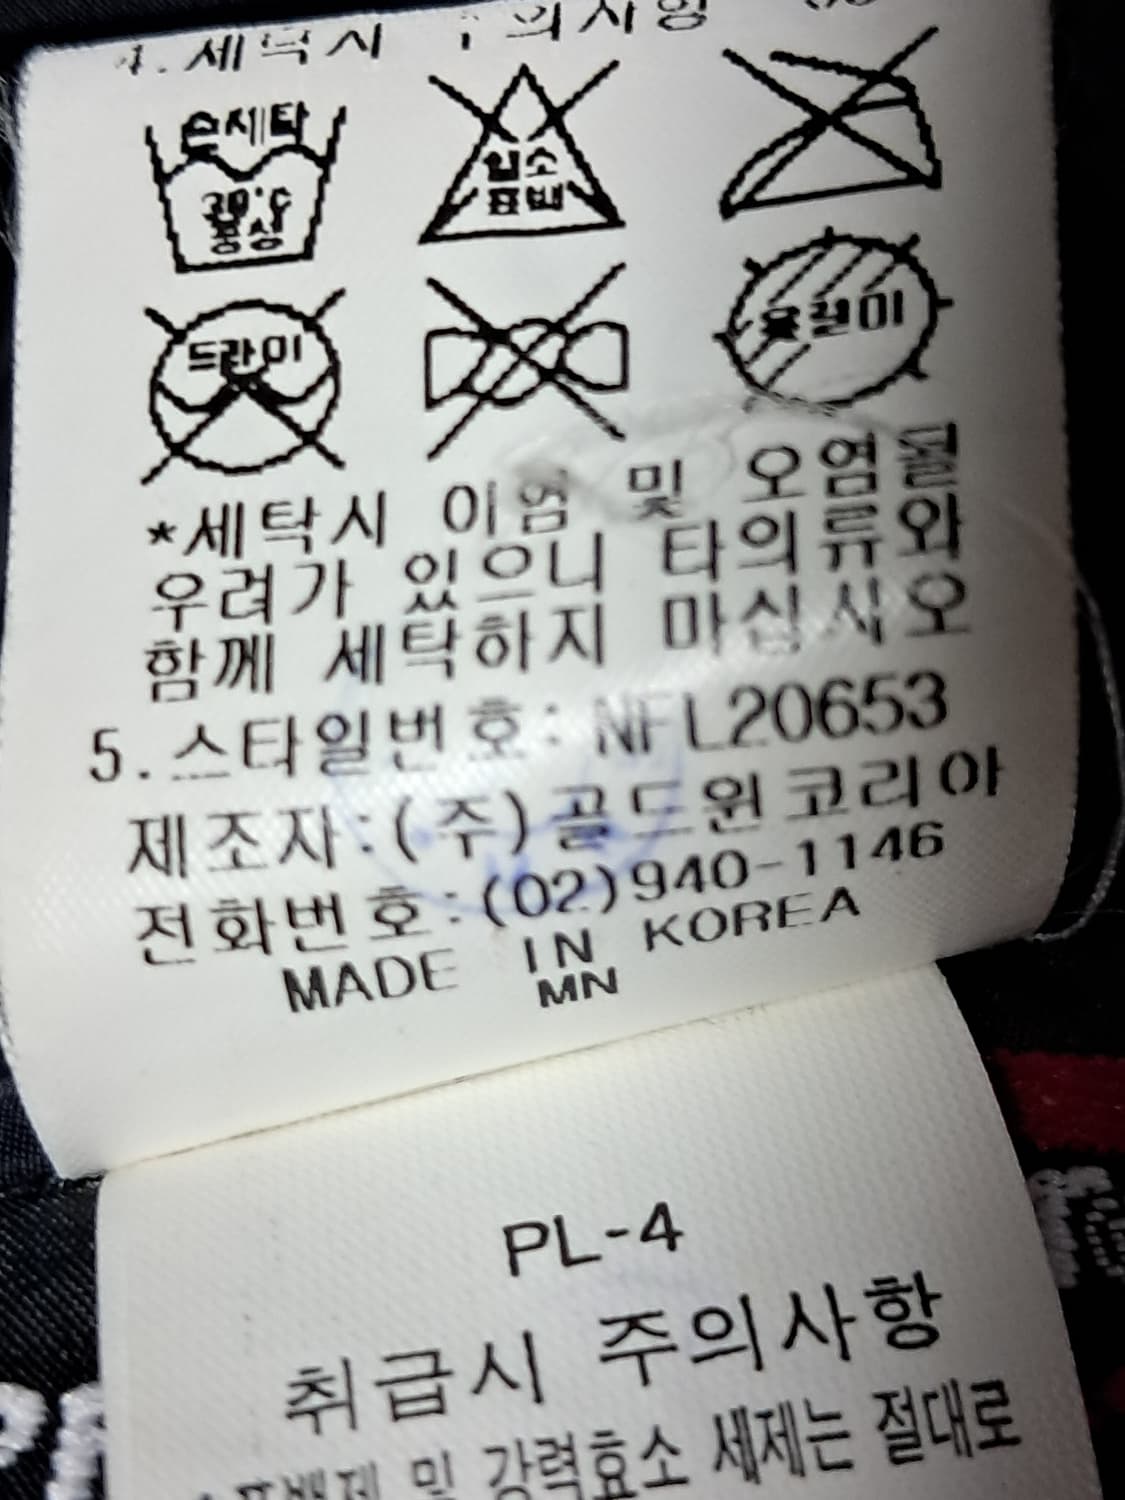 4.세탁시 주의사항
손세탁
30℃
중성
염소
표백
드라이
옷걸이
*세탁시 이염 및 오염될
우려가 있으니 타의류와
함께 세탁하지 마십시오
5.스타일번호: NFL20653
제조자:(주)골드윈코리아
전화번호:(02)940-1146
MADE IN KOREA
MN
PL-4
취급시 주의사항
표백제 및 강력효소 세제는 절대로